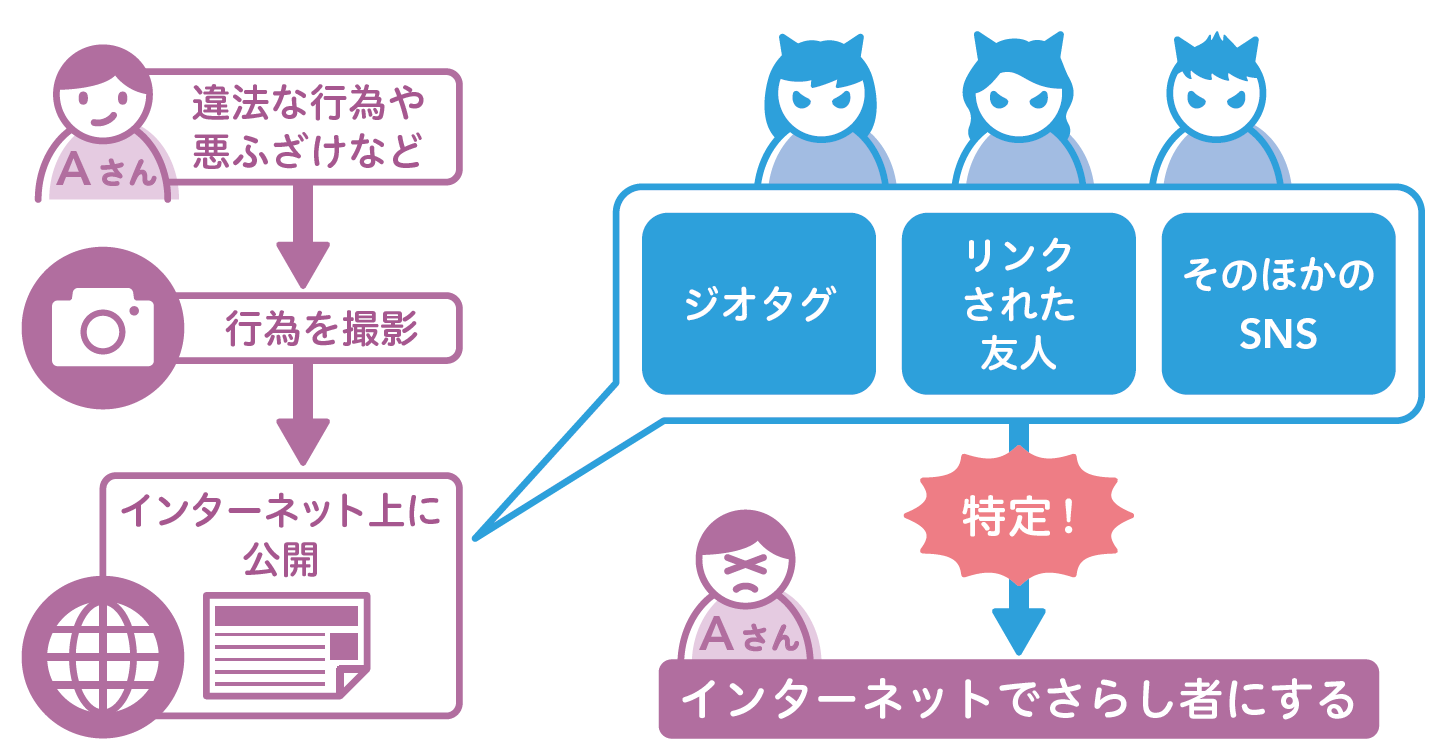 違法な行為や
悪ふざけなど
Aさん
行為を撮影
インターネット上に
公開
ジオタグ
リンク
された
友人
そのほかの
SNS
特定！
Aさん
インターネットでさらし者にする